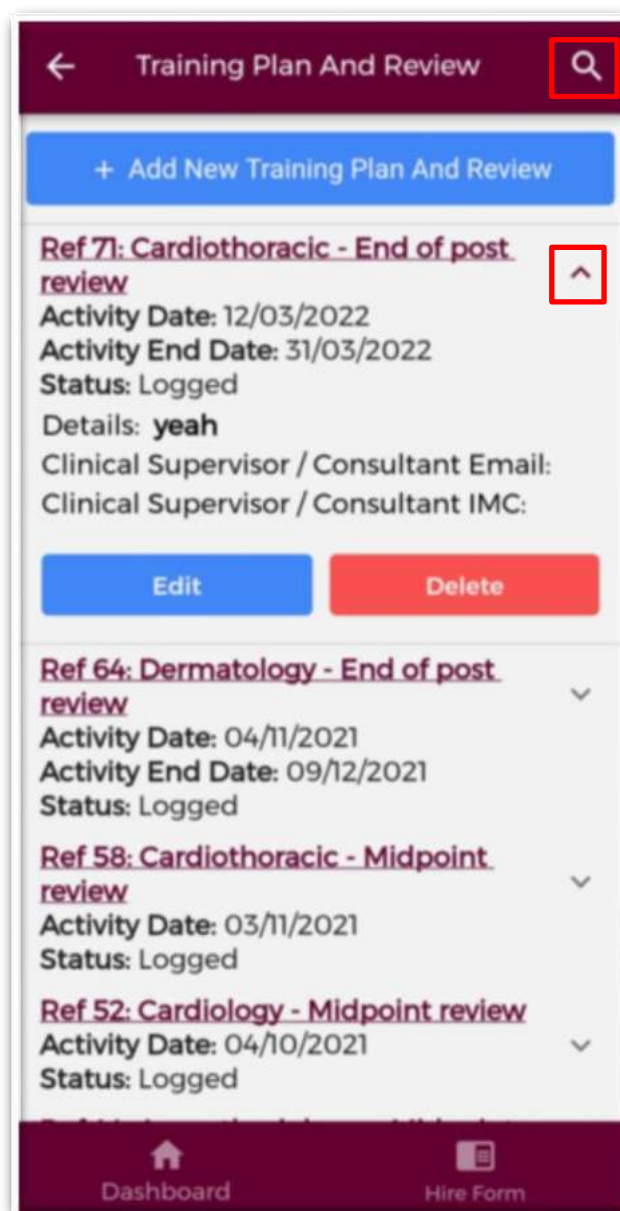 Training Plan And Review
+ Add New Training Plan And Review
Ref 71: Cardiothoracic - End of post
review
Activity Date: 12/03/2022
Activity End Date: 31/03/2022
Status: Logged
Details: yeah
Clinical Supervisor / Consultant Email:
Clinical Supervisor / Consultant IMC:
Edit Delete
Ref 64: Dermatology - End of post
review
Activity Date: 04/11/2021
Activity End Date: 09/12/2021
Status: Logged
Ref 58: Cardiothoracic - Midpoint
review
Activity Date: 03/11/2021
Status: Logged
Ref 52: Cardiology - Midpoint review
Activity Date: 04/10/2021
Status: Logged
Dashboard Hire Form